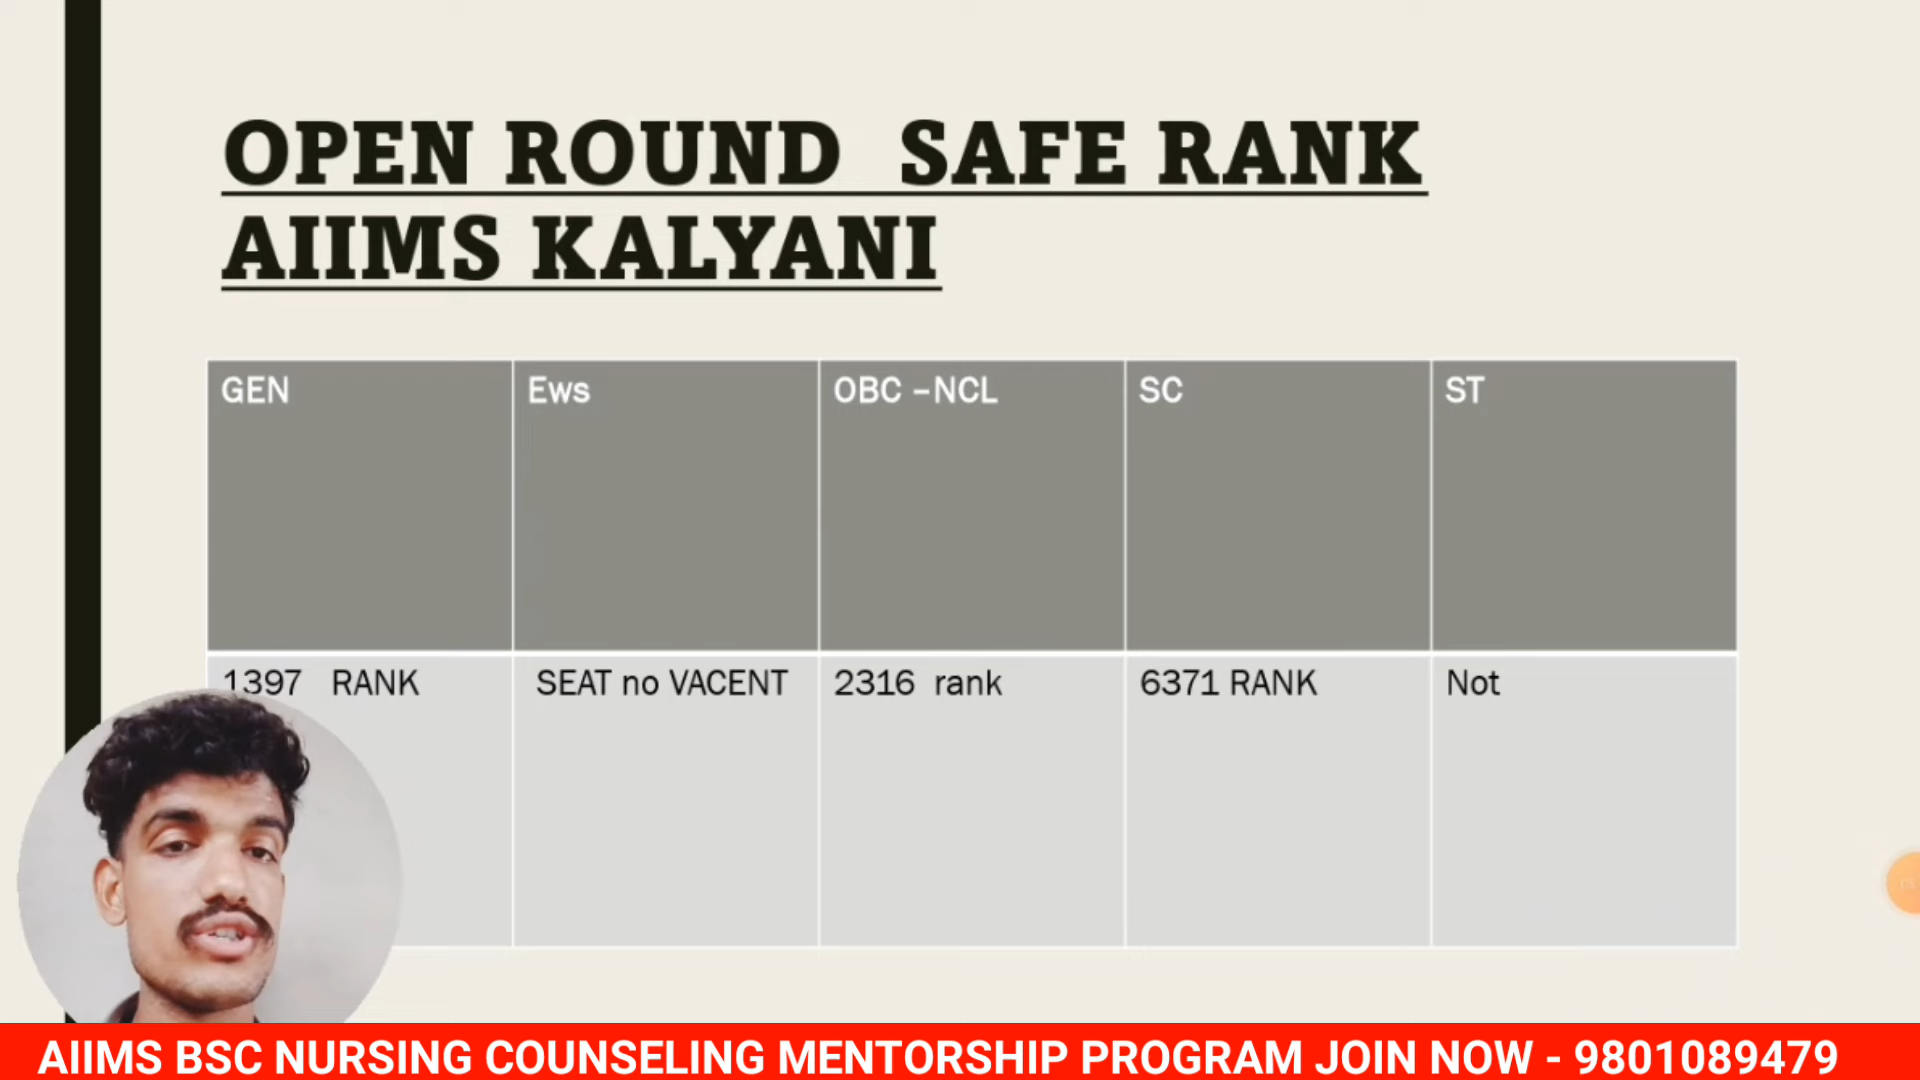 OPEN ROUND SAFE RANK
AIIMS KALYANI
GEN Ews OBC –NCL SC ST
1397 RANK SEAT no VACENT 2316 rank 6371 RANK Not
AIIMS BSC NURSING COUNSELING MENTORSHIP PROGRAM JOIN NOW - 9801089479